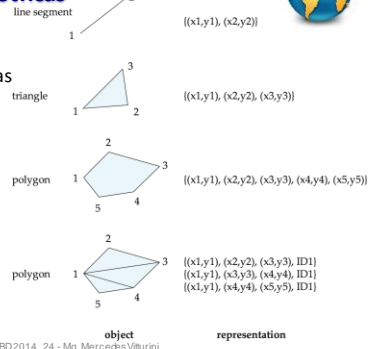 line segment
1
{(x1,y1), (x2,y2)}
as
triangle
3
1
2
{(x1,y1), (x2,y2), (x3,y3)}
polygon
2
1
3
4
5
{(x1,y1), (x2,y2), (x3,y3), (x4,y4), (x5,y5)}
polygon
2
1
3
4
5
{(x1,y1), (x2,y2), (x3,y3), ID1}
{(x1,y1), (x3,y3), (x4,y4), ID1}
{(x1,y1), (x4,y4), (x5,y5), ID1}
object
representation
BD2014_24 - Mg. Mercedes Vitturini